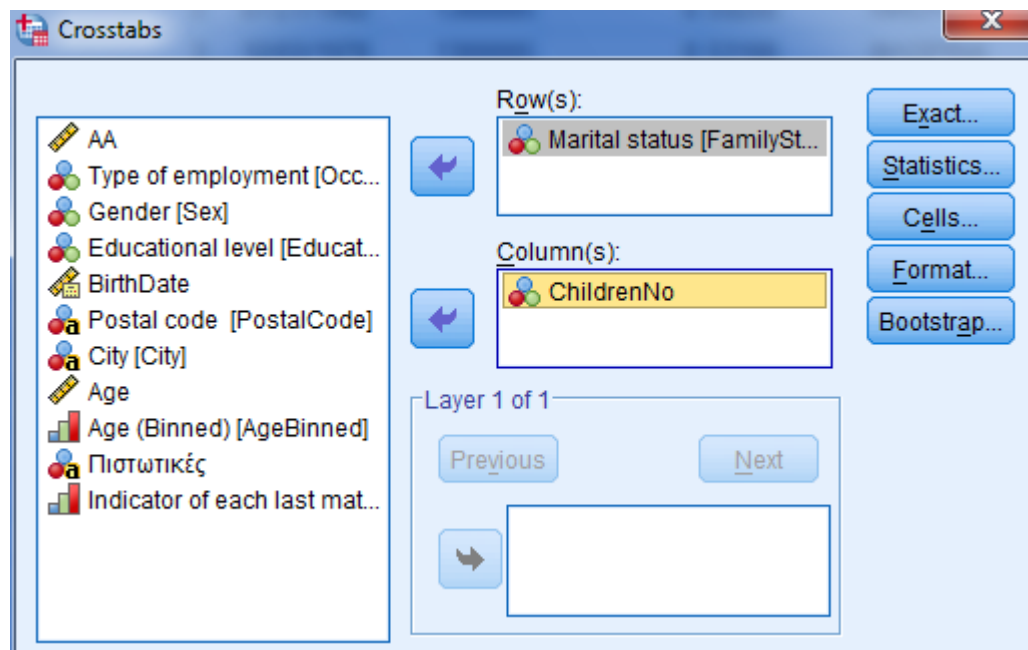 Crosstabs
AA
Type of employment [Occ...
Gender [Sex]
Educational level [Educat...
BirthDate
Postal code [PostalCode]
City [City]
Age
Age (Binned) [AgeBinned]
Πιστωτικές
Indicator of each last mat...
Row(s):
Marital status [FamilySt...
Column(s):
ChildrenNo
Layer 1 of 1
Previous
Next
Exact...
Statistics...
Cells...
Format...
Bootstrap...